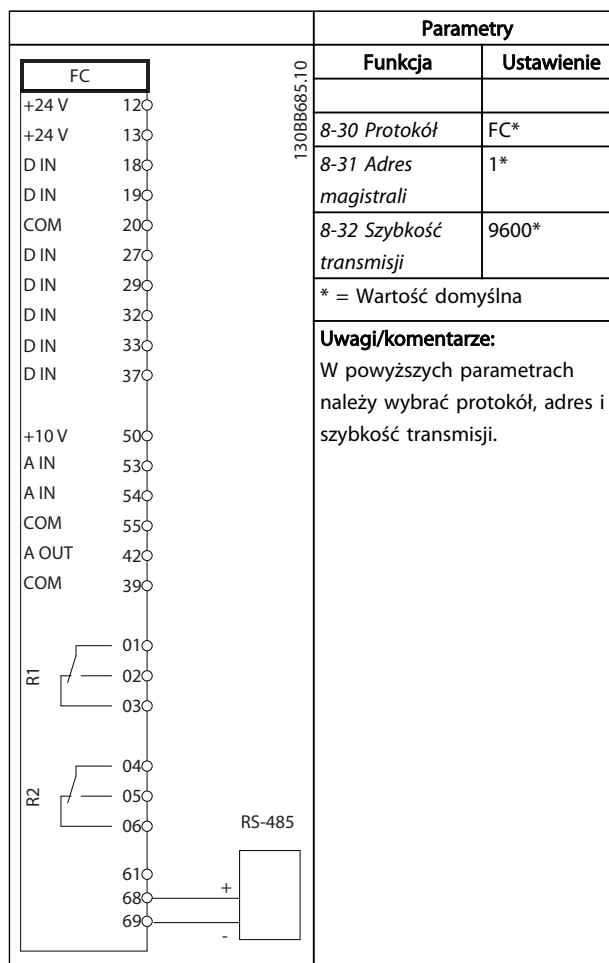 Parametry
Funkcja Ustawienie
8-30 Protokół FC*
8-31 Adres magistrali 1*
8-32 Szybkość transmisji 9600*
* = Wartość domyślna
Uwagi/komentarze:
W powyższych parametrach
należy wybrać protokół, adres i
szybkość transmisji.
FC
130BB685.10
+24 V 12
+24 V 13
D IN 18
D IN 19
COM 20
D IN 27
D IN 29
D IN 32
D IN 33
D IN 37
+10 V 50
A IN 53
A IN 54
COM 55
A OUT 42
COM 39
R1
01
02
03
R2
04
05
06
RS-485
61
68 +
69 -